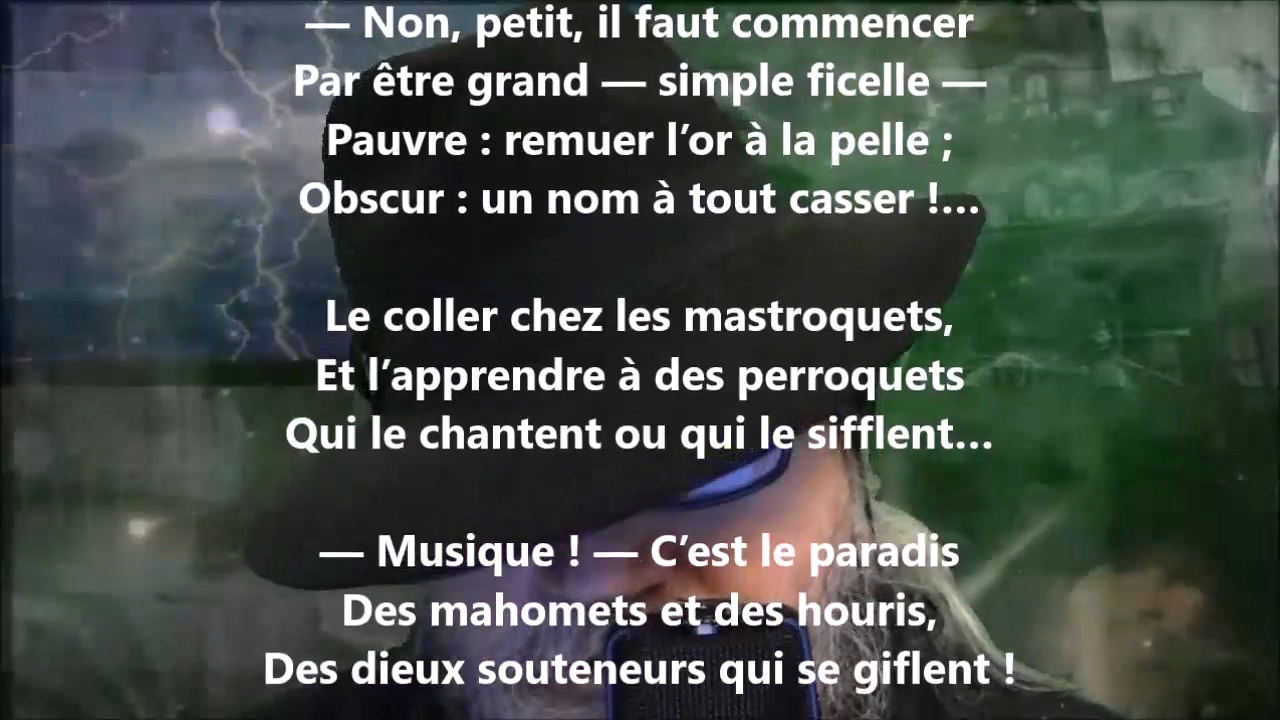 — Non, petit, il faut commencer
Par être grand — simple ficelle —
Pauvre : remuer l’or à la pelle ;
Obscur : un nom à tout casser !…
Le coller chez les mastroquets,
Et l’apprendre à des perroquets
Qui le chantent ou qui le sifflent…
— Musique ! — C’est le paradis
Des mahomets et des houris,
Des dieux souteneurs qui se giflent !